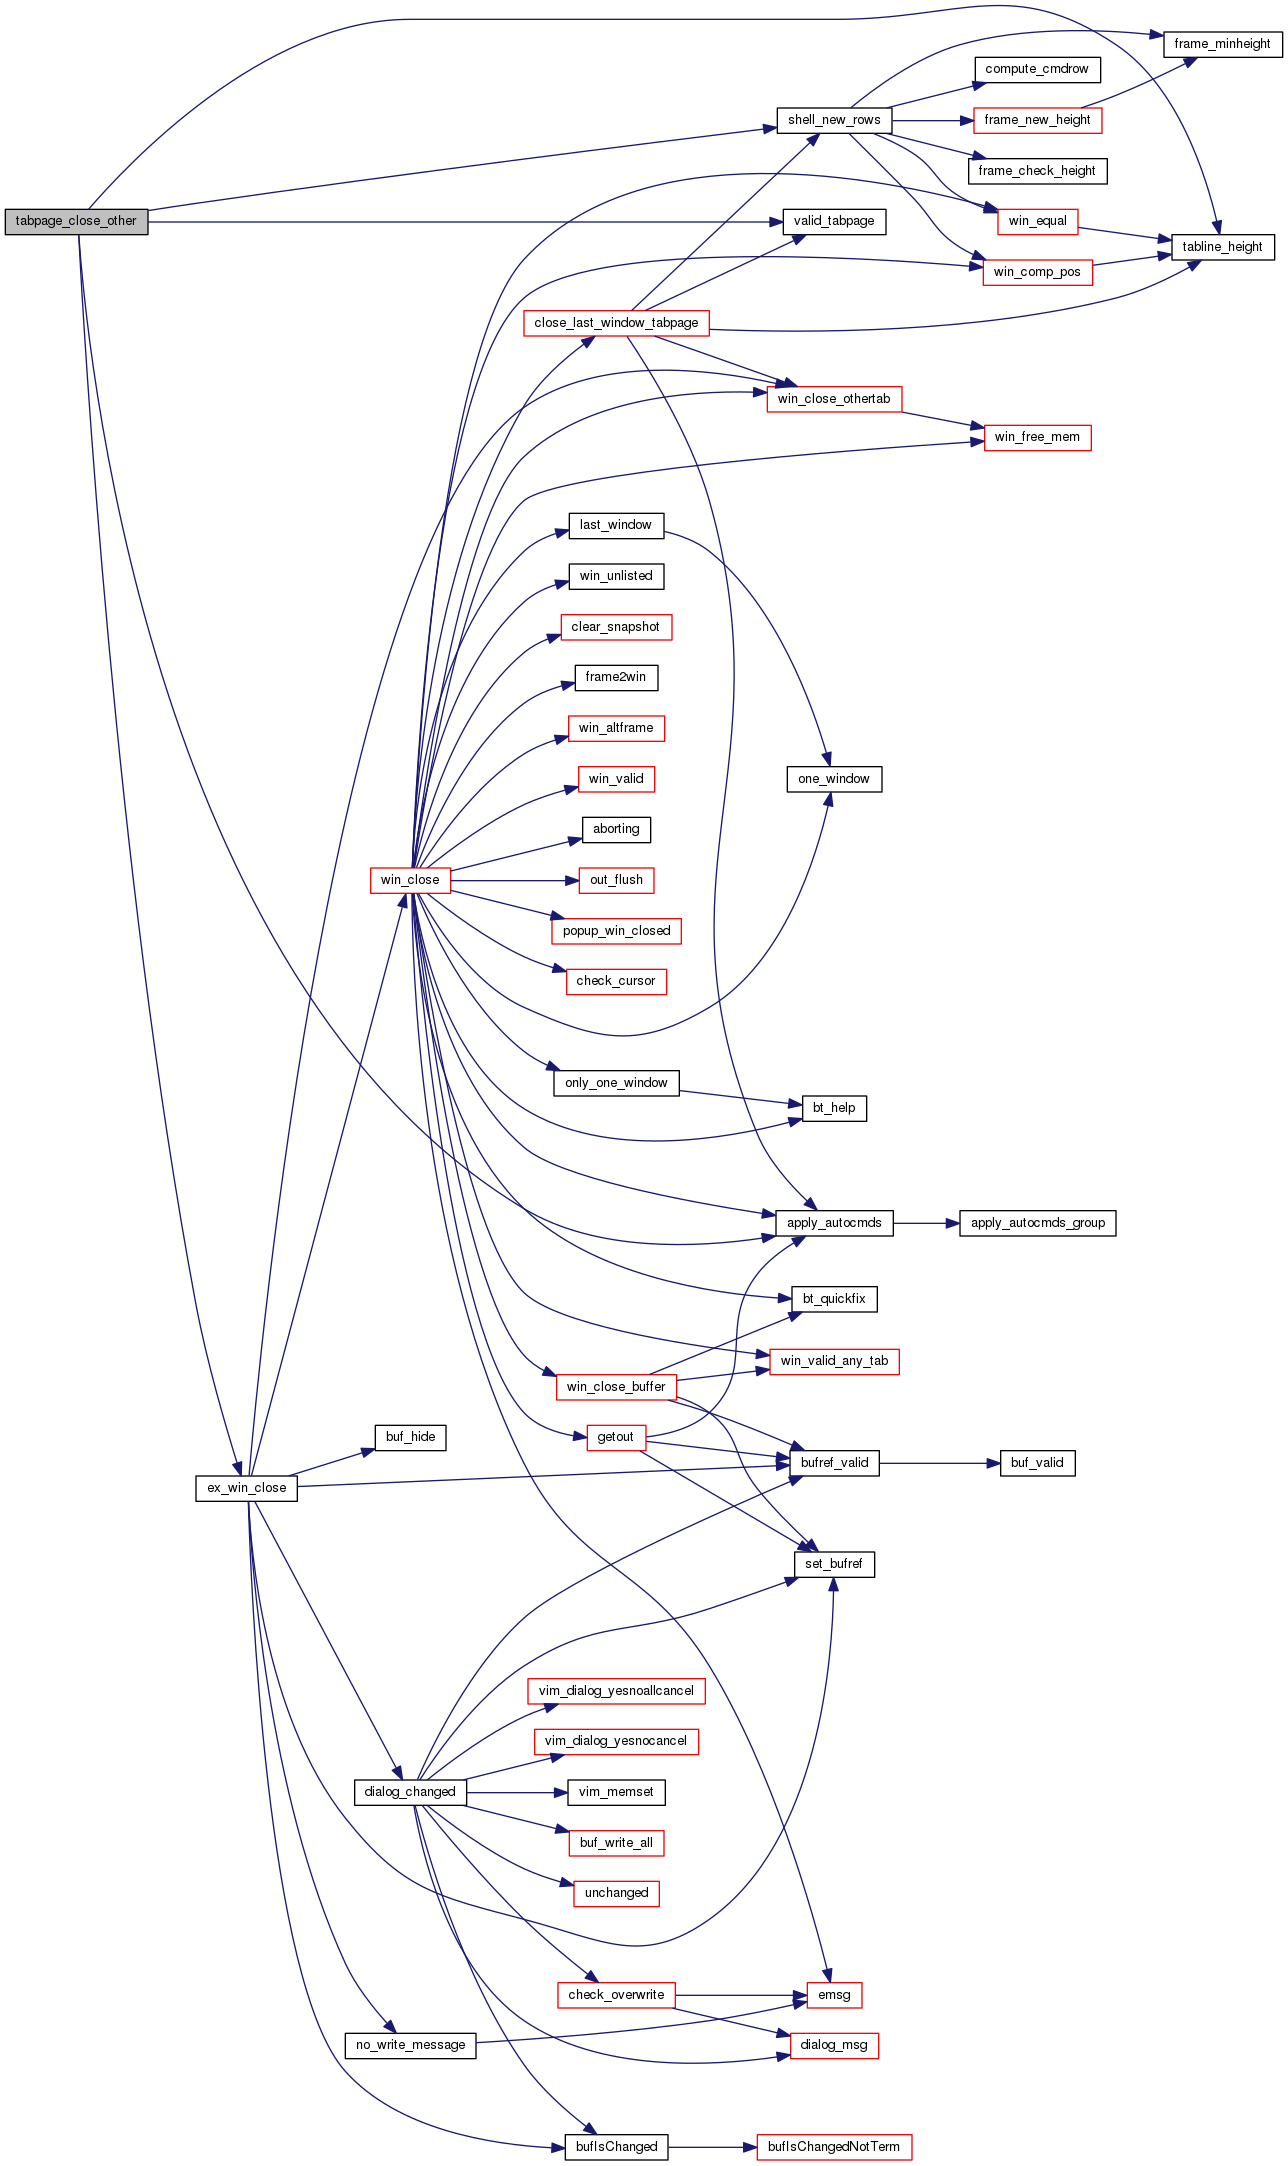 frame_minheight
compute_cmdrow
shell_new_rows
frame_new_height
frame_check_height
tabpage_close_other
valid_tabpage
win_equal
tabline_height
win_comp_pos
close_last_window_tabpage
win_close_othertab
win_free_mem
last_window
win_unlisted
clear_snapshot
frame2win
win_altframe
win_valid
one_window
aborting
win_close
out_flush
popup_win_closed
check_cursor
only_one_window
bt_help
apply_autocmds
apply_autocmds_group
bt_quickfix
win_valid_any_tab
win_close_buffer
buf_hide
getout
bufref_valid
buf_valid
ex_win_close
set_bufref
vim_dialog_yesnoallcancel
vim_dialog_yesnocancel
dialog_changed
vim_memset
buf_write_all
unchanged
check_overwrite
emsg
no_write_message
dialog_msg
bufIsChanged
bufIsChangedNotTerm